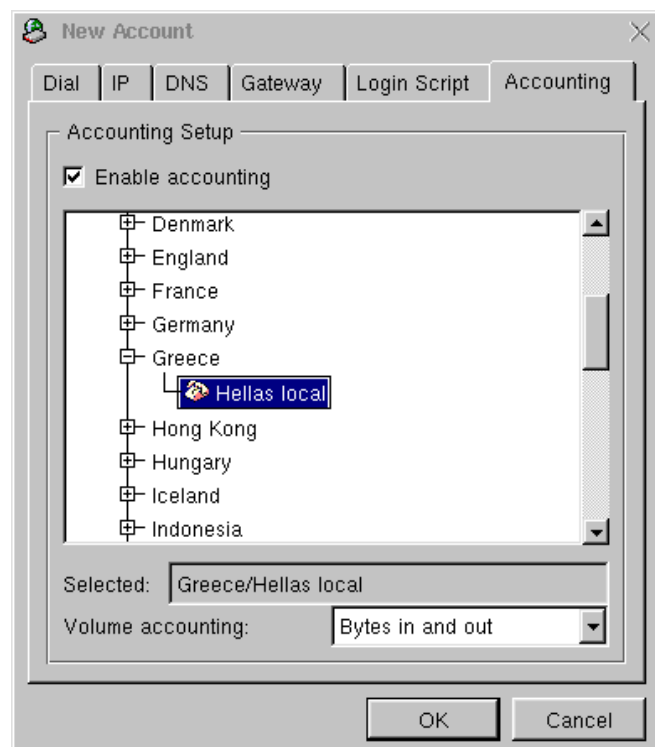 New Account
Dial IP DNS Gateway Login Script Accounting
Accounting Setup
Enable accounting
Denmark
England
France
Germany
Greece
Hellas local
Hong Kong
Hungary
Iceland
Indonesia
Selected: Greece/Hellas local
Volume accounting: Bytes in and out
OK Cancel